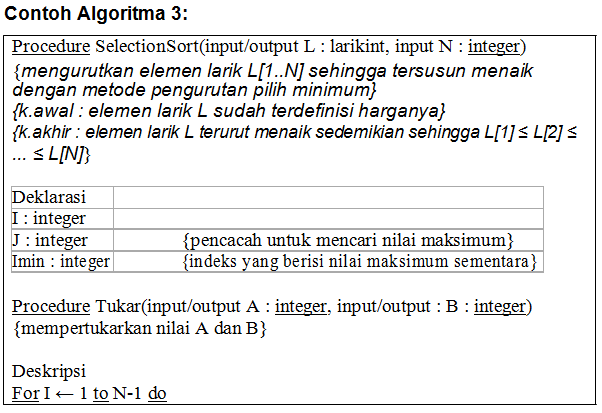 Contoh Algoritma 3:
Procedure SelectionSort(input/output L : larikint, input N : integer)
{mengurutkan elemen larik L[1..N] sehingga tersusun menaik
dengan metode pengurutan pilih minimum}
{k.awal : elemen larik L sudah terdefinisi harganya}
{k.akhir : elemen larik L terurut menaik sedemikian sehingga L[1] ≤ L[2] ≤
... ≤ L[N]}
Deklarasi
I : integer
J : integer {pencacah untuk mencari nilai maksimum}
Imin : integer {indeks yang berisi nilai maksimum sementara}
Procedure Tukar(input/output A : integer, input/output : B : integer)
{mempertukarkan nilai A dan B}
Deskripsi
For I ← 1 to N-1 do